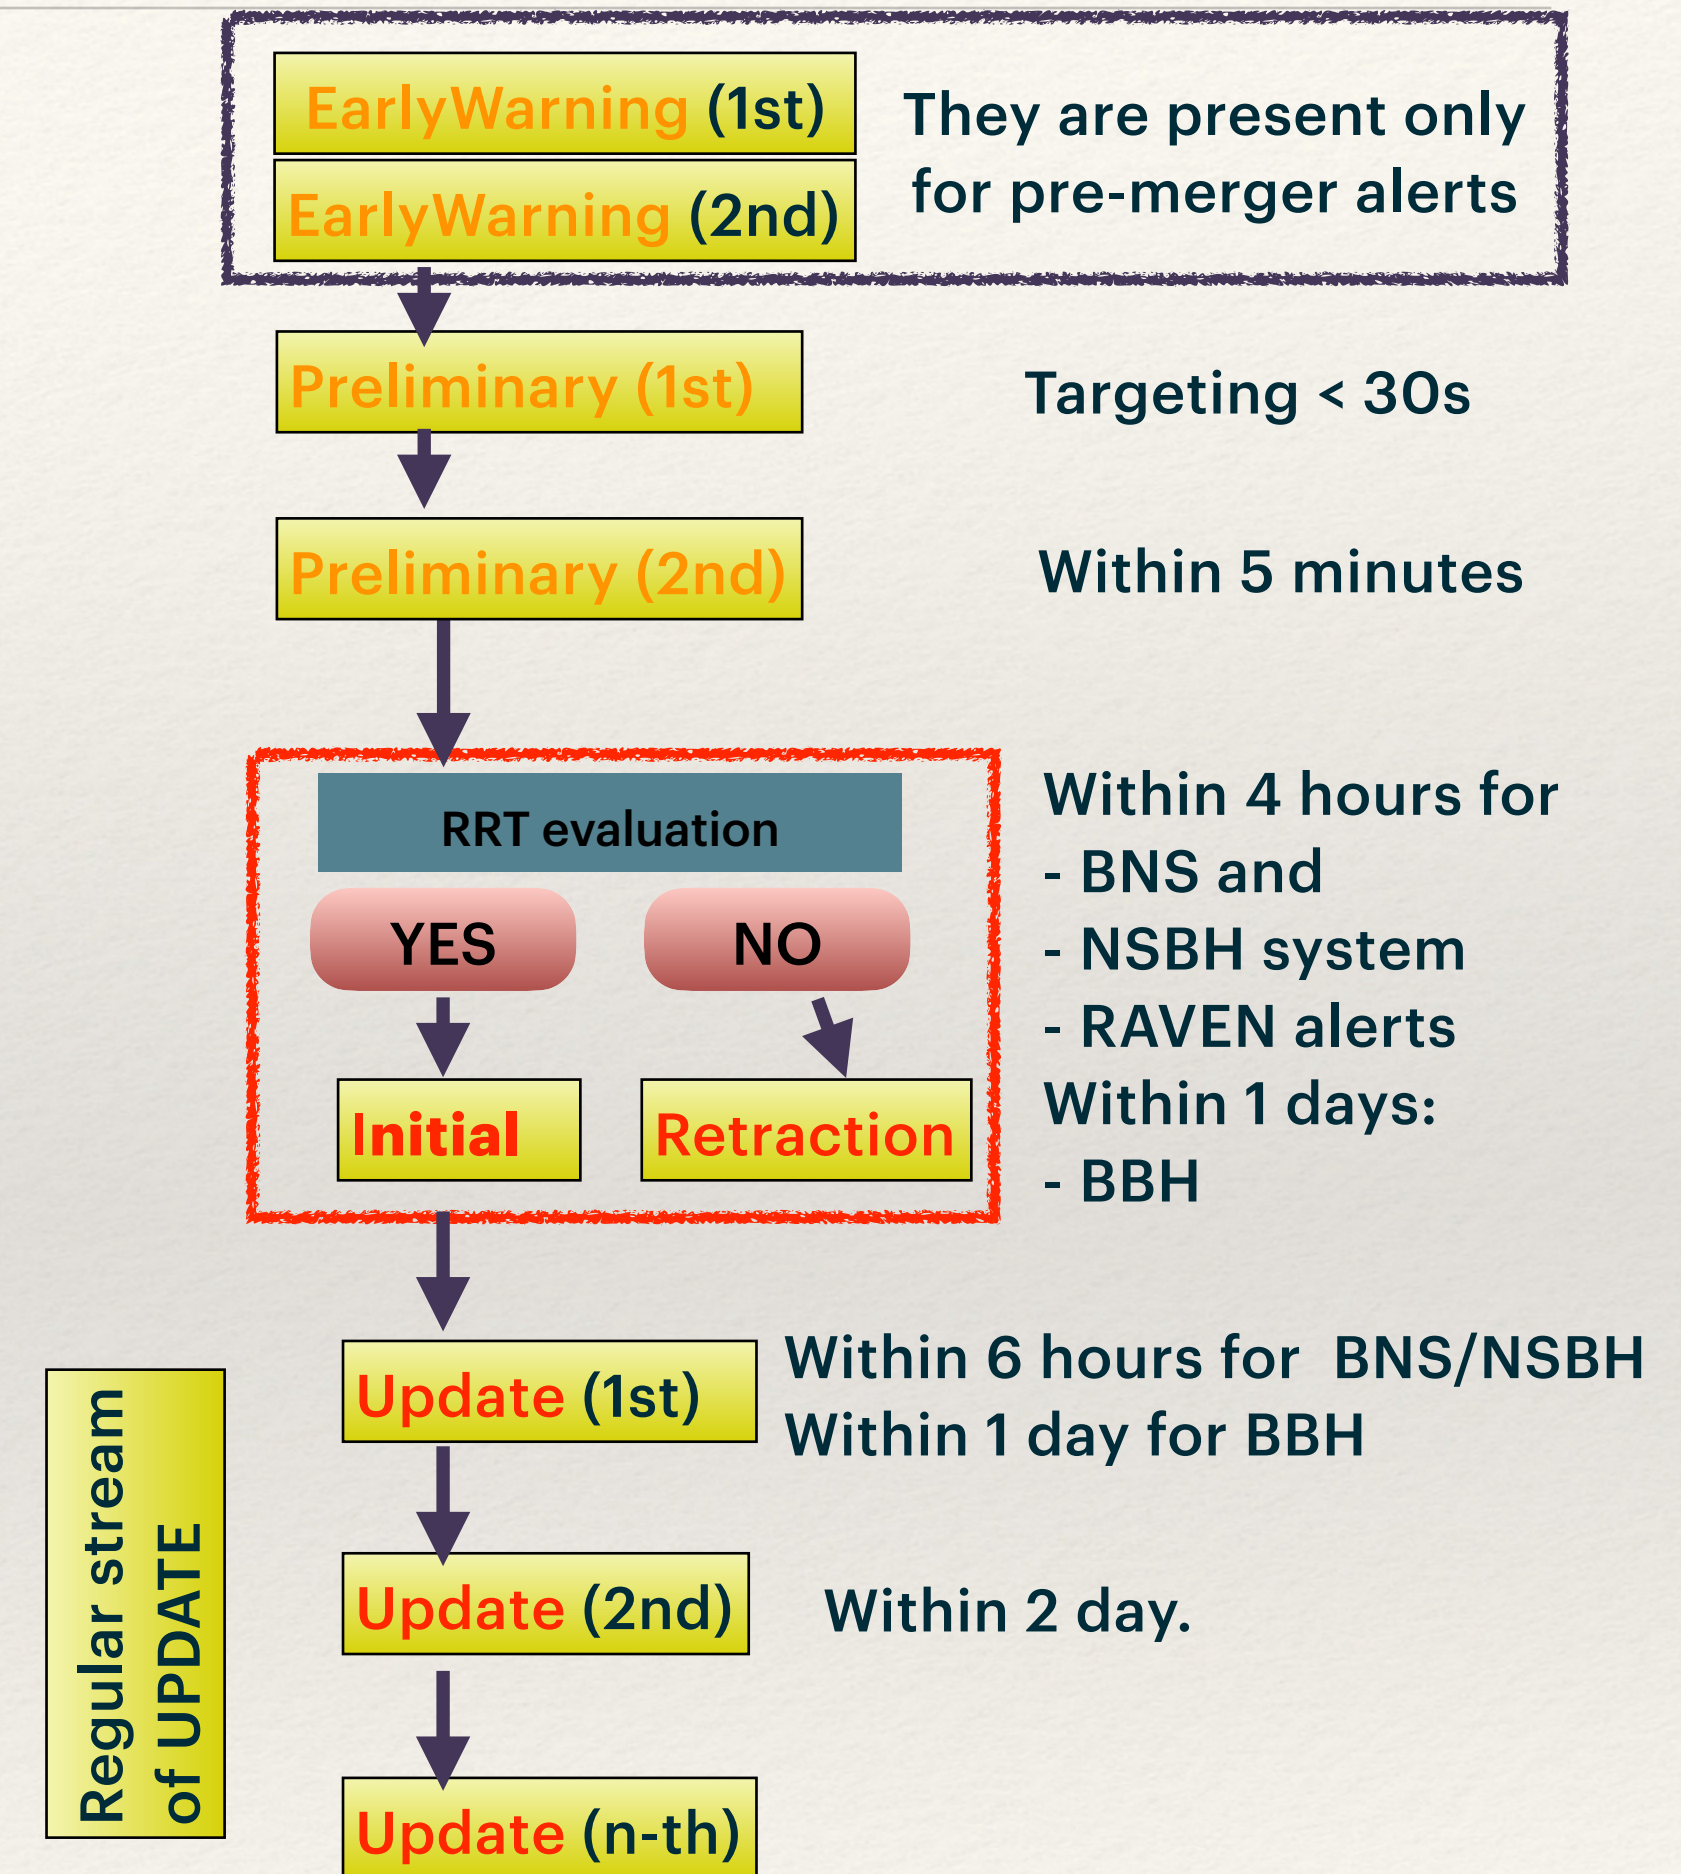 EarlyWarning (1st)
EarlyWarning (2nd)
They are present only
for pre-merger alerts
Preliminary (1st)
Targeting < 30s
Preliminary (2nd)
Within 5 minutes
RRT evaluation
YES
NO
Initial
Retraction
Within 4 hours for
- BNS and
- NSBH system
- RAVEN alerts
Within 1 days:
- BBH
Update (1st)
Within 6 hours for BNS/NSBH
Within 1 day for BBH
Regular stream
of UPDATE
Update (2nd)
Within 2 day.
Update (n-th)